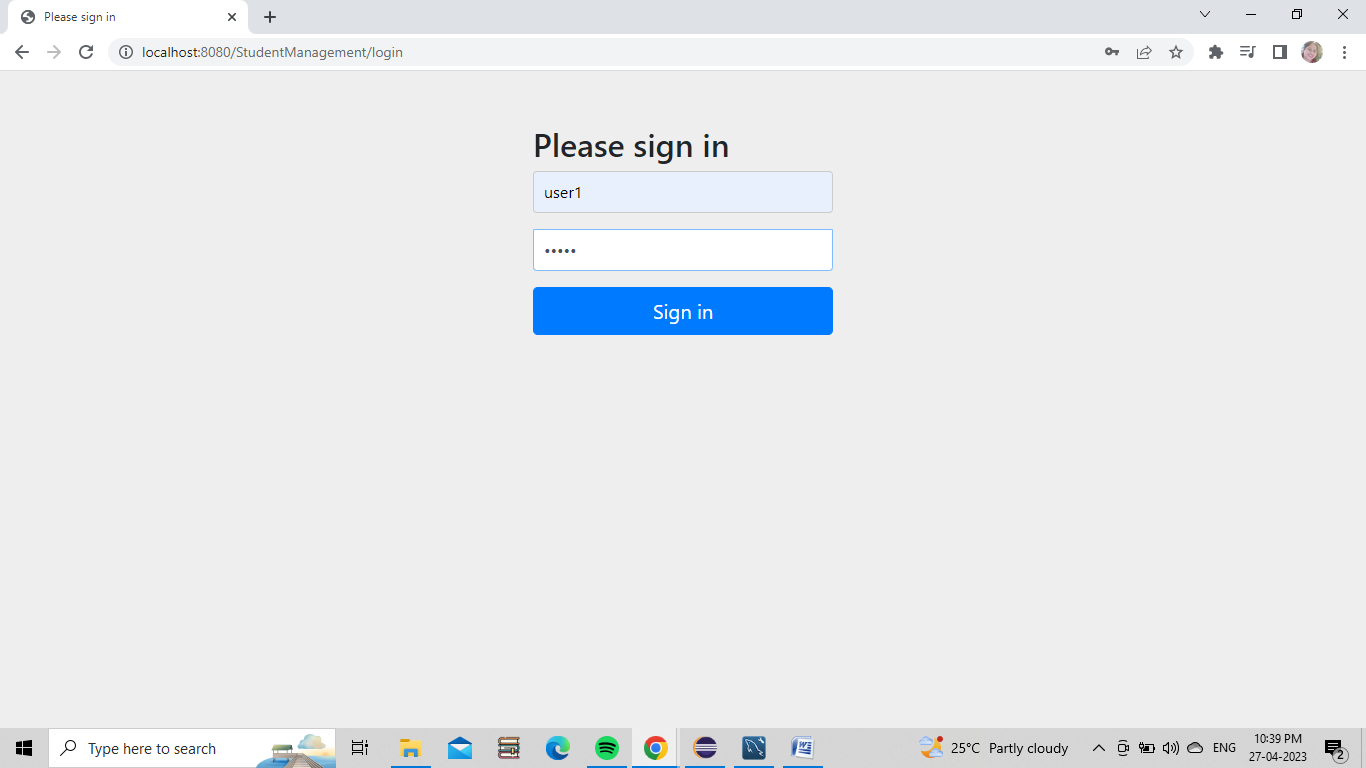 Please sign in
localhost:8080/StudentManagement/login
Please sign in
user1
•••••
Sign in
Type here to search
25°C Partly cloudy
ENG
10:39 PM
27-04-2023
2